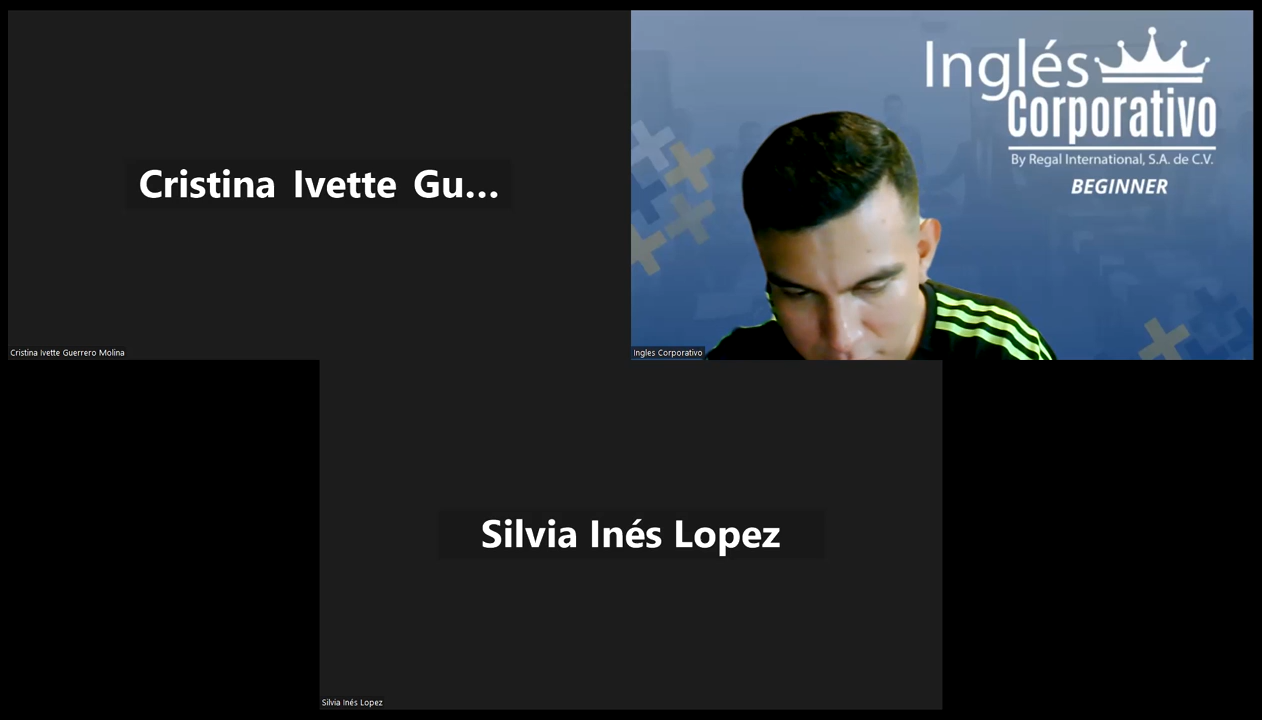 Cristina Ivette Gu...
Cristina Ivette Guerrero Molina
Inglés
Corporativo
By Regal International, S.A. de C.V.
BEGINNER
Ingles Corporativo
Silvia Inés Lopez
Silvia Inés Lopez